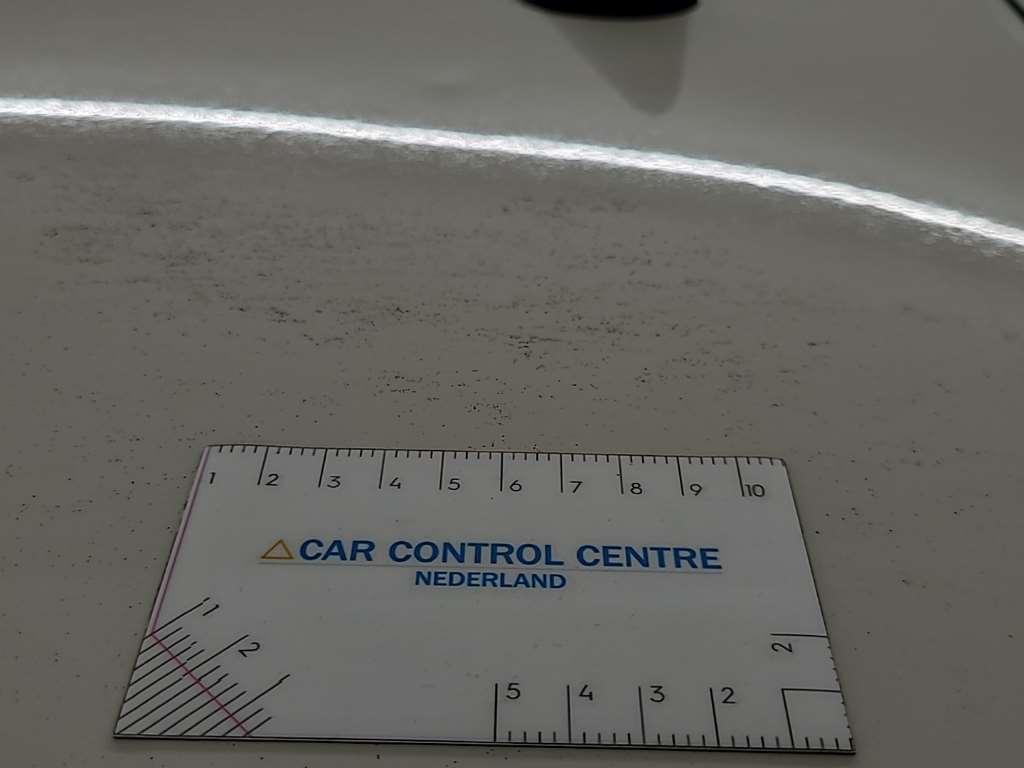 1 2 3 4 5 6 7 8 9 10
CAR CONTROL CENTRE
NEDERLAND
1
2
2
5 4 3 2